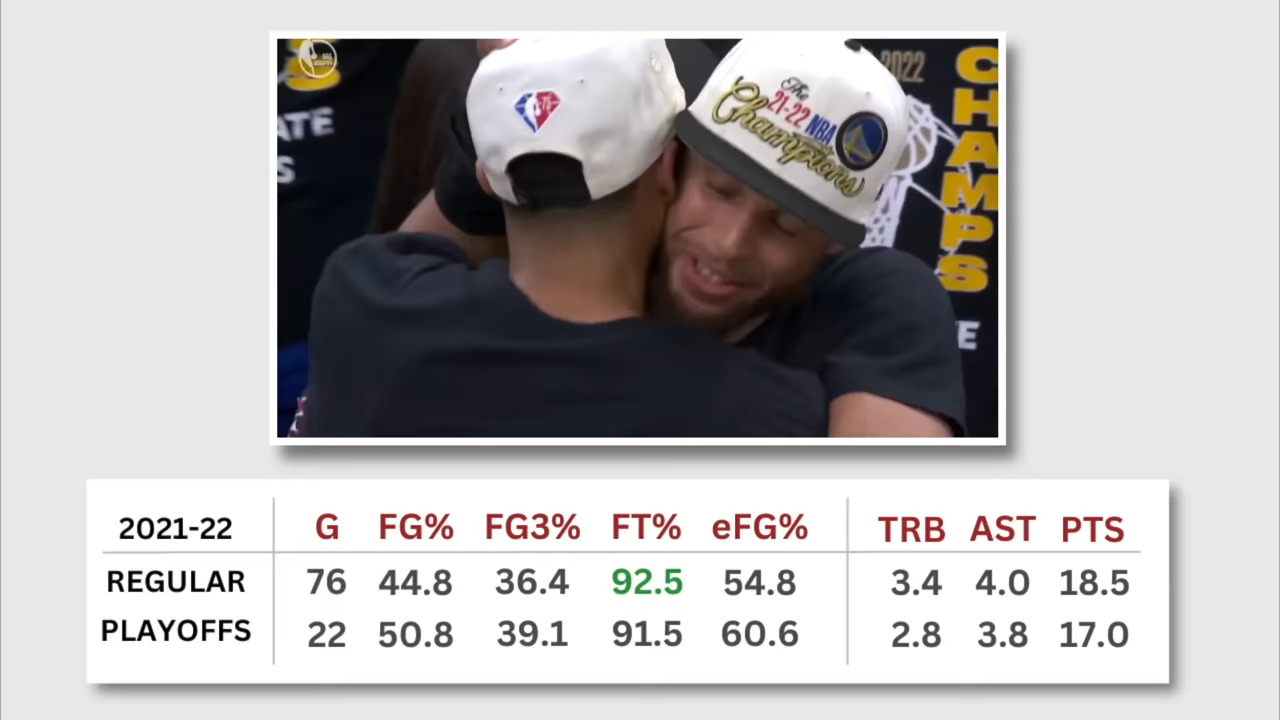 S
ATE
S
75
The
21-22 NBA
Champions
2022
CHAMPS
E
2021-22 G FG% FG3% FT% eFG% TRB AST PTS
REGULAR 76 44.8 36.4 92.5 54.8 3.4 4.0 18.5
PLAYOFFS 22 50.8 39.1 91.5 60.6 2.8 3.8 17.0